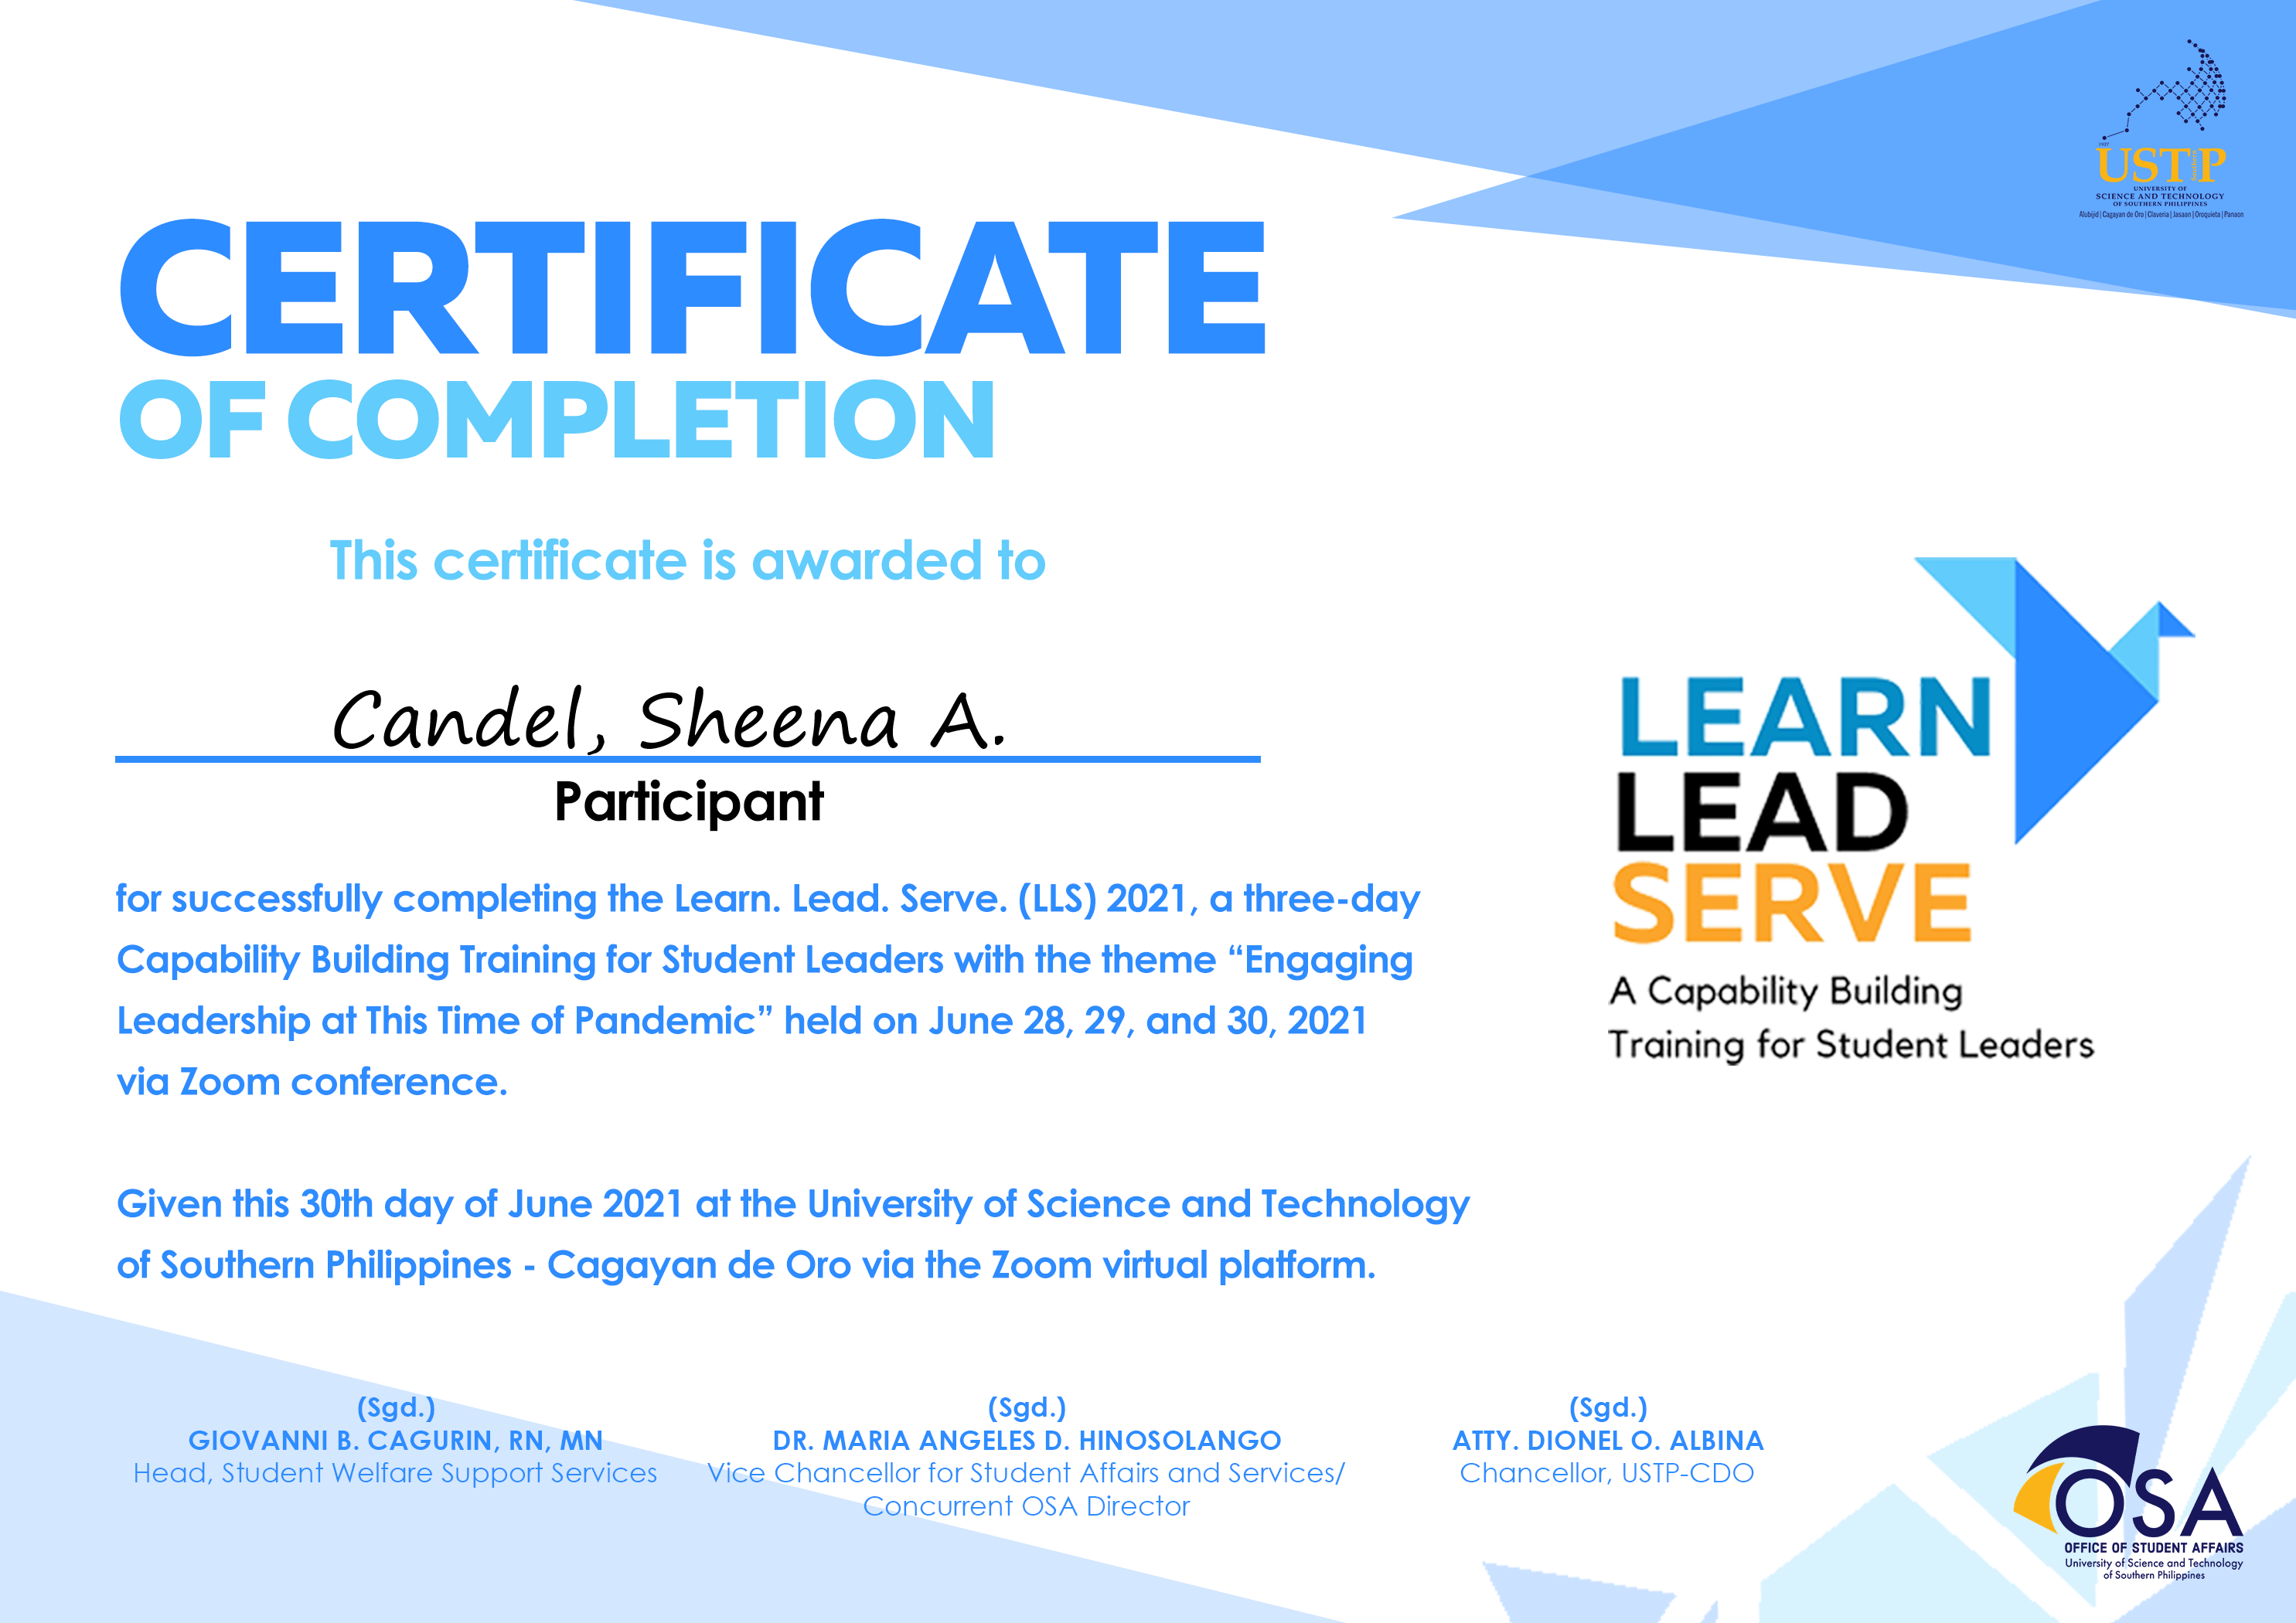 1927
USTP
UNIVERSITY OF
SCIENCE AND TECHNOLOGY
OF SOUTHERN PHILIPPINES
Alubijid | Cagayan de Oro | Claveria | Jasaan | Oroquieta | Panaon
CERTIFICATE
OF COMPLETION
This certificate is awarded to
Candel, Sheena A.
Participant
for successfully completing the Learn. Lead. Serve. (LLS) 2021, a three-day
Capability Building Training for Student Leaders with the theme “Engaging
Leadership at This Time of Pandemic” held on June 28, 29, and 30, 2021
via Zoom conference.
Given this 30th day of June 2021 at the University of Science and Technology
of Southern Philippines - Cagayan de Oro via the Zoom virtual platform.
LEARN
LEAD
SERVE
A Capability Building
Training for Student Leaders
(Sgd.)
GIOVANNI B. CAGURIN, RN, MN
Head, Student Welfare Support Services
(Sgd.)
DR. MARIA ANGELES D. HINOSOLANGO
Vice Chancellor for Student Affairs and Services/
Concurrent OSA Director
(Sgd.)
ATTY. DIONEL O. ALBINA
Chancellor, USTP-CDO
OSA
OFFICE OF STUDENT AFFAIRS
University of Science and Technology
of Southern Philippines